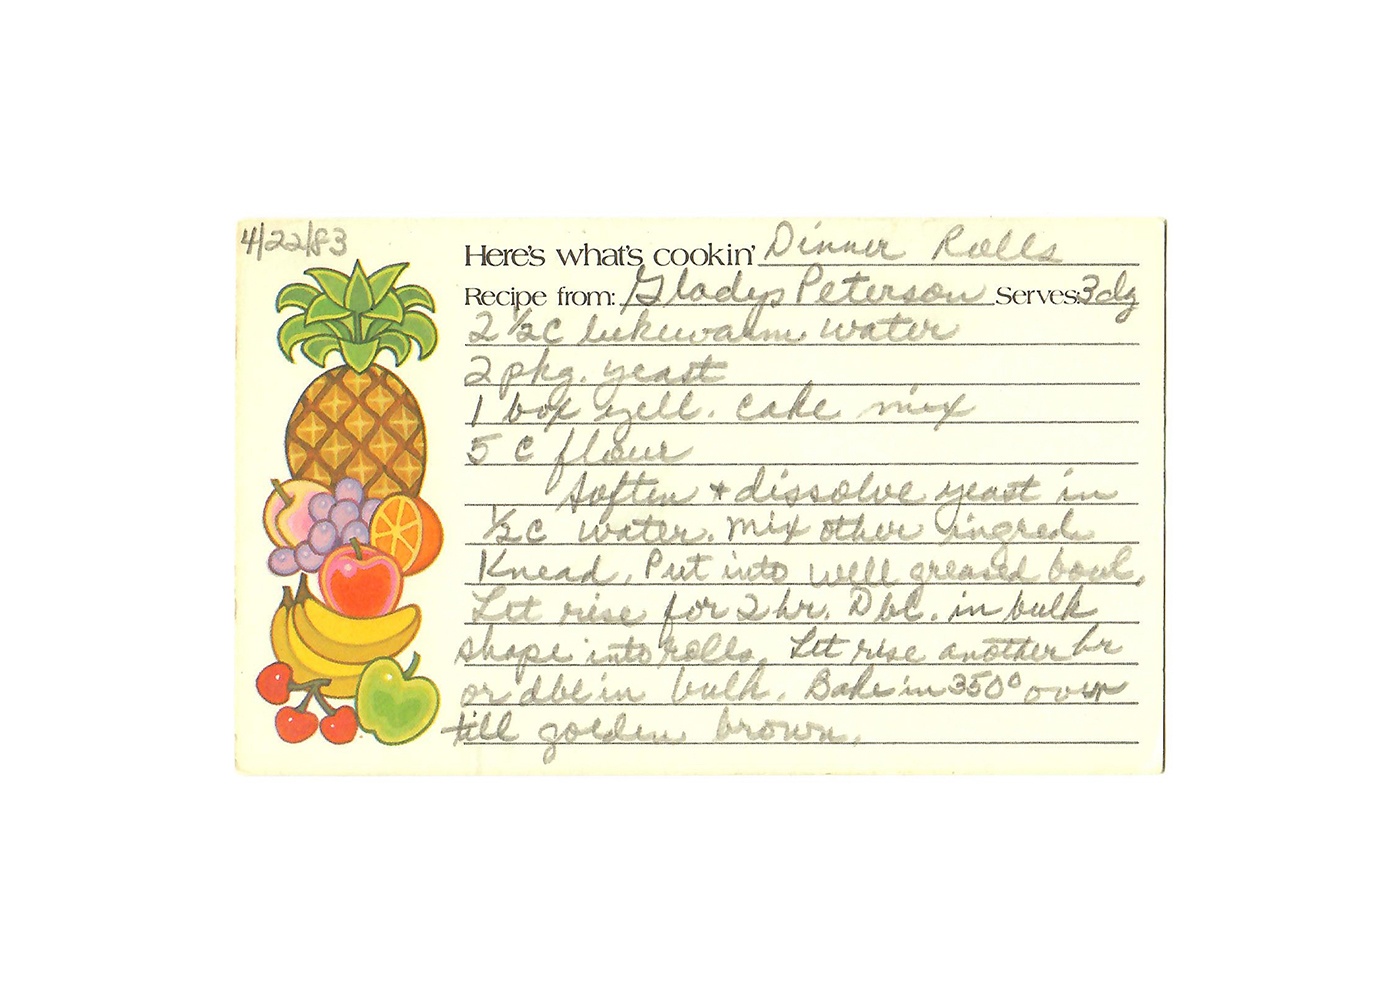 4/22/83
Here's what's cookin' Dinner Rolls
Recipe from: Gladys Peterson Serves: 3 dz
2 1/2 C lukewarm water
2 pkg. yeast
1 box yell. cake mix
5 C flour
Soften + dissolve yeast in
1/2 C water. Mix other ingred
Knead. Put into well greased bowl.
Let rise for 2 hr. Dbl. in bulk
shape into rolls. Let rise another hr
or dbl in bulk. Bake in 350° oven
till golden brown.